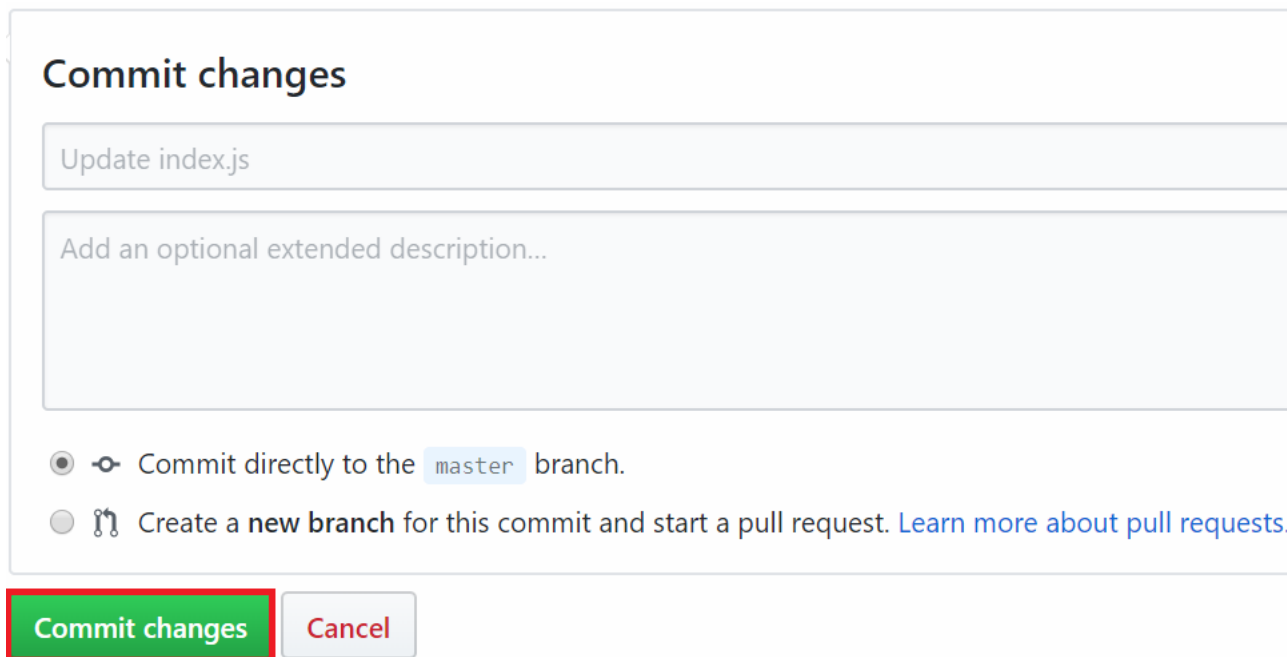 Commit changes
Update index.js
Add an optional extended description...
Commit directly to the master branch.
Create a new branch for this commit and start a pull request. Learn more about pull requests.
Commit changes
Cancel